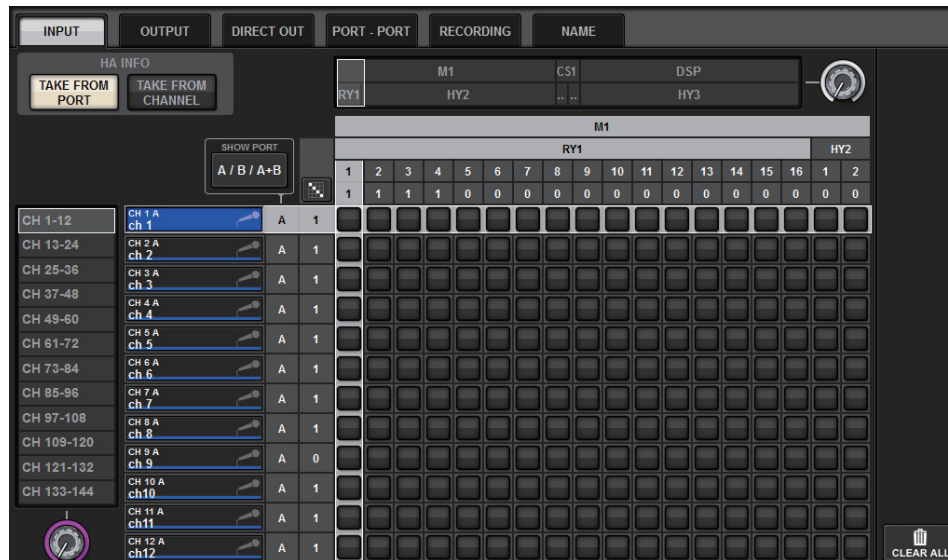 INPUT OUTPUT DIRECT OUT PORT - PORT RECORDING NAME
HA INFO
TAKE FROM PORT
TAKE FROM CHANNEL
M1 CS1 DSP
RY1 HY2 .. .. HY3
M1
SHOW PORT
RY1 HY2
A / B / A+B
1 2 3 4 5 6 7 8 9 10 11 12 13 14 15 16 1 2
1 1 1 1 0 0 0 0 0 0 0 0 0 0 0 0 0 0
CH 1-12
CH 13-24
CH 25-36
CH 37-48
CH 49-60
CH 61-72
CH 73-84
CH 85-96
CH 97-108
CH 109-120
CH 121-132
CH 133-144
CH 1 A
ch 1 A 1
CH 2 A
ch 2 A 1
CH 3 A
ch 3 A 1
CH 4 A
ch 4 A 1
CH 5 A
ch 5 A 1
CH 6 A
ch 6 A 1
CH 7 A
ch 7 A 1
CH 8 A
ch 8 A 1
CH 9 A
ch 9 A 0
CH 10 A
ch10 A 1
CH 11 A
ch11 A 1
CH 12 A
ch12 A 1
CLEAR ALL